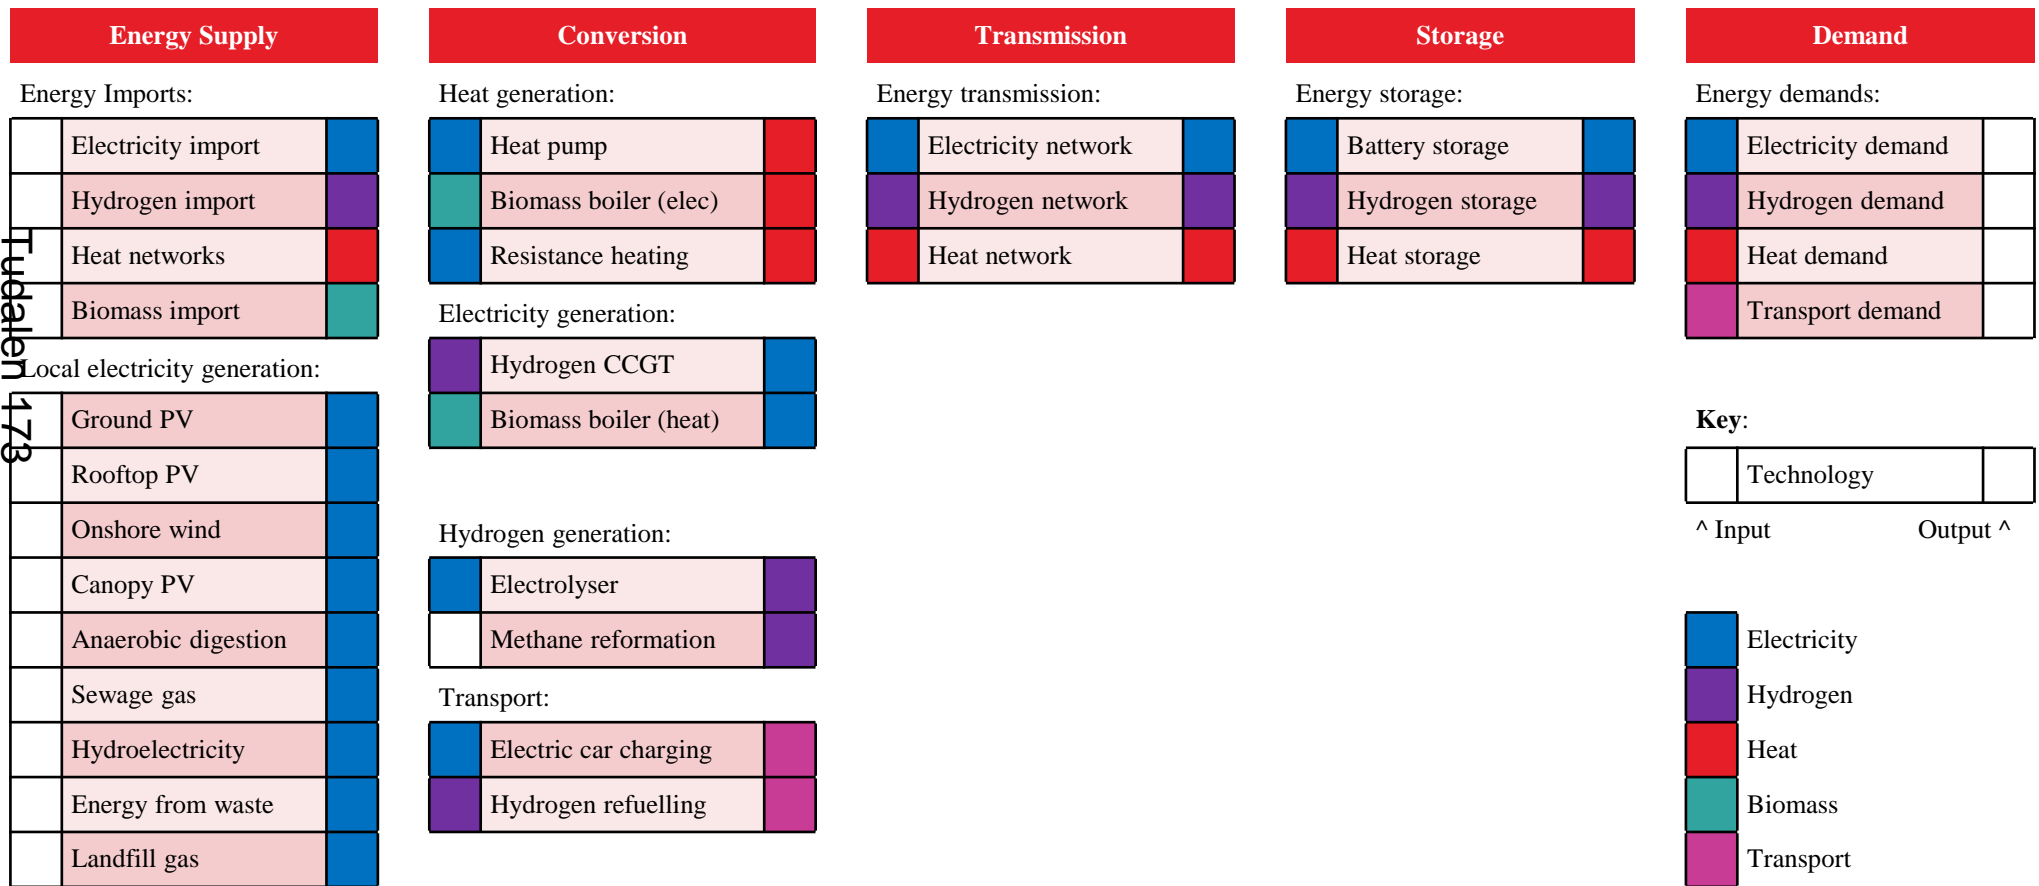 Energy Supply
Energy Imports:
Electricity import
Hydrogen import
Heat networks
Biomass import
Local electricity generation:
Ground PV
Rooftop PV
Onshore wind
Canopy PV
Anaerobic digestion
Sewage gas
Hydroelectricity
Energy from waste
Landfill gas
Tudalen 173
Conversion
Heat generation:
Heat pump
Biomass boiler (elec)
Resistance heating
Electricity generation:
Hydrogen CCGT
Biomass boiler (heat)
Hydrogen generation:
Electrolyser
Methane reformation
Transport:
Electric car charging
Hydrogen refuelling
Transmission
Energy transmission:
Electricity network
Hydrogen network
Heat network
Storage
Energy storage:
Battery storage
Hydrogen storage
Heat storage
Demand
Energy demands:
Electricity demand
Hydrogen demand
Heat demand
Transport demand
Key:
Technology
^ Input Output ^
Electricity
Hydrogen
Heat
Biomass
Transport